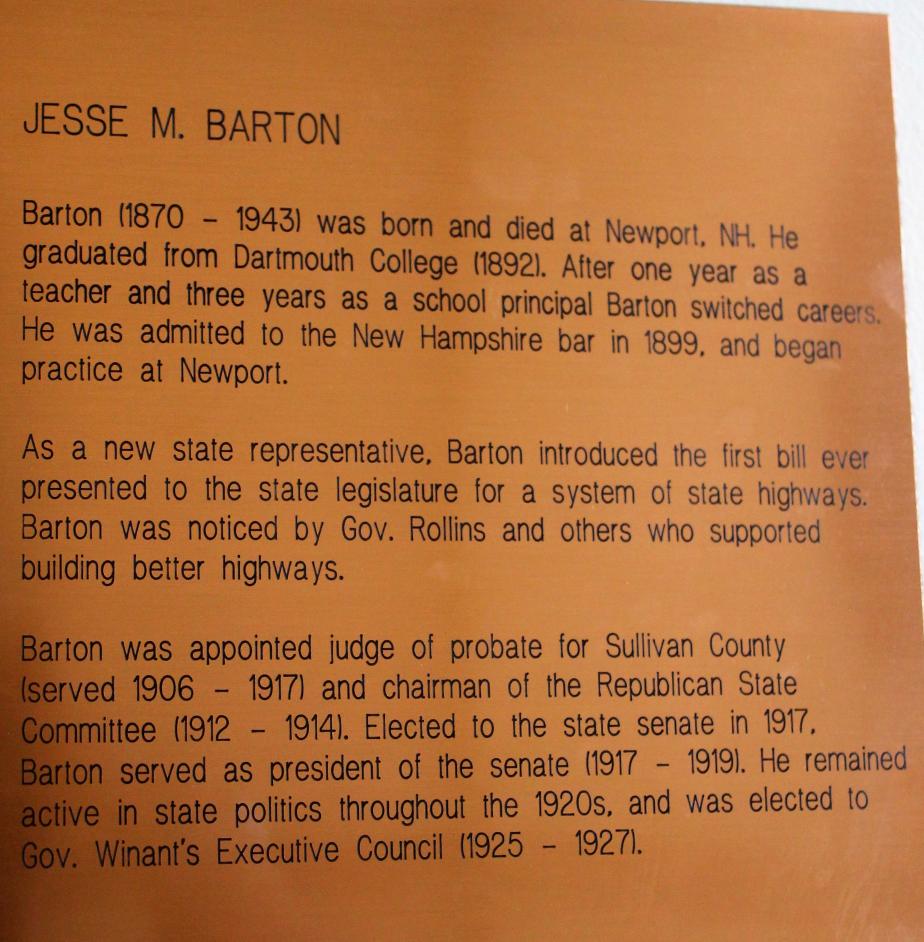 JESSE M. BARTON
Barton (1870 - 1943) was born and died at Newport, NH. He
graduated from Dartmouth College (1892). After one year as a
teacher and three years as a school principal Barton switched careers.
He was admitted to the New Hampshire bar in 1899, and began
practice at Newport.
As a new state representative, Barton introduced the first bill ever
presented to the state legislature for a system of state highways.
Barton was noticed by Gov. Rollins and others who supported
building better highways.
Barton was appointed judge of probate for Sullivan County
(served 1906 - 1917) and chairman of the Republican State
Committee (1912 - 1914). Elected to the state senate in 1917,
Barton served as president of the senate (1917 - 1919). He remained
active in state politics throughout the 1920s, and was elected to
Gov. Winant's Executive Council (1925 - 1927).